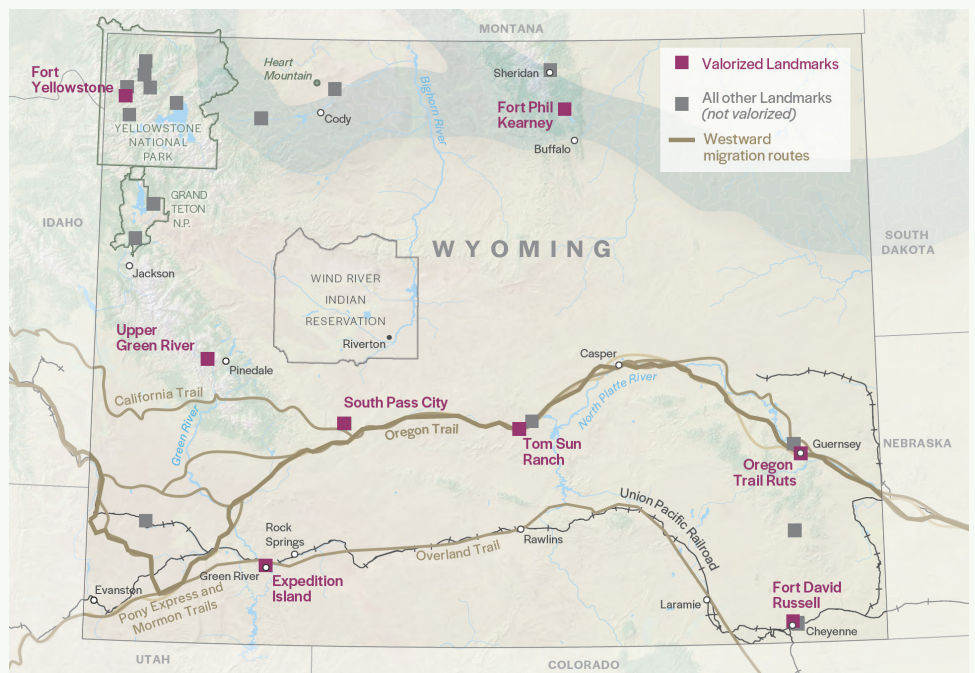 MONTANA
Heart
Mountain
Sheridan
Valorized Landmarks
Fort
Yellowstone
Bighorn River
All other Landmarks
(not valorized)
Fort Phil
Kearney
Cody
YELLOWSTONE
NATIONAL
PARK
Buffalo
Westward
migration routes
GRAND
TETON
N.P.
IDAHO
SOUTH
DAKOTA
WYOMING
Jackson
WIND RIVER
INDIAN
RESERVATION
Riverton
Upper
Green River
Pinedale
Casper
North Platte River
California Trail
South Pass City
Green River
Oregon Trail
Tom Sun
Ranch
Guernsey
NEBRASKA
Oregon
Trail Ruts
Union Pacific Railroad
Rock
Springs
Rawlins
Overland Trail
Green River
Expedition
Island
Evanston
Pony Express and
Mormon Trails
Fort David
Russell
Laramie
Cheyenne
UTAH
COLORADO